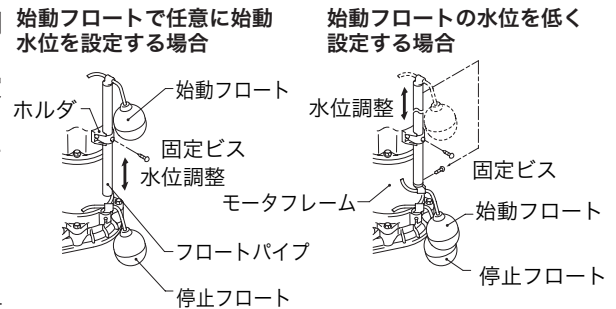 始動フロートで任意に始動
水位を設定する場合
始動フロート
ホルダ
固定ビス
水位調整
フロートパイプ
停止フロート
始動フロートの水位を低く
設定する場合
水位調整
固定ビス
モータフレーム
始動フロート
停止フロート